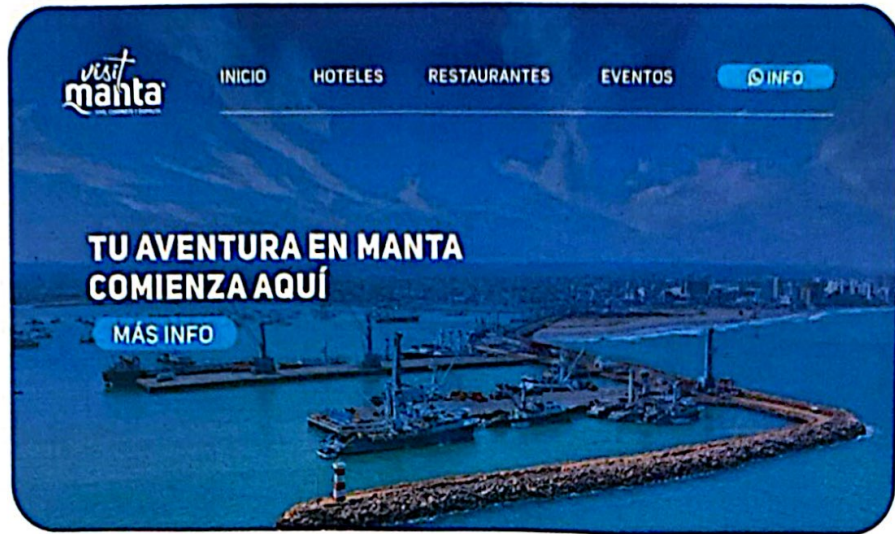 visit
manta
INICIO
HOTELES
RESTAURANTES
EVENTOS
INFO
TU AVENTURA EN MANTA
COMIENZA AQUÍ
MÁS INFO